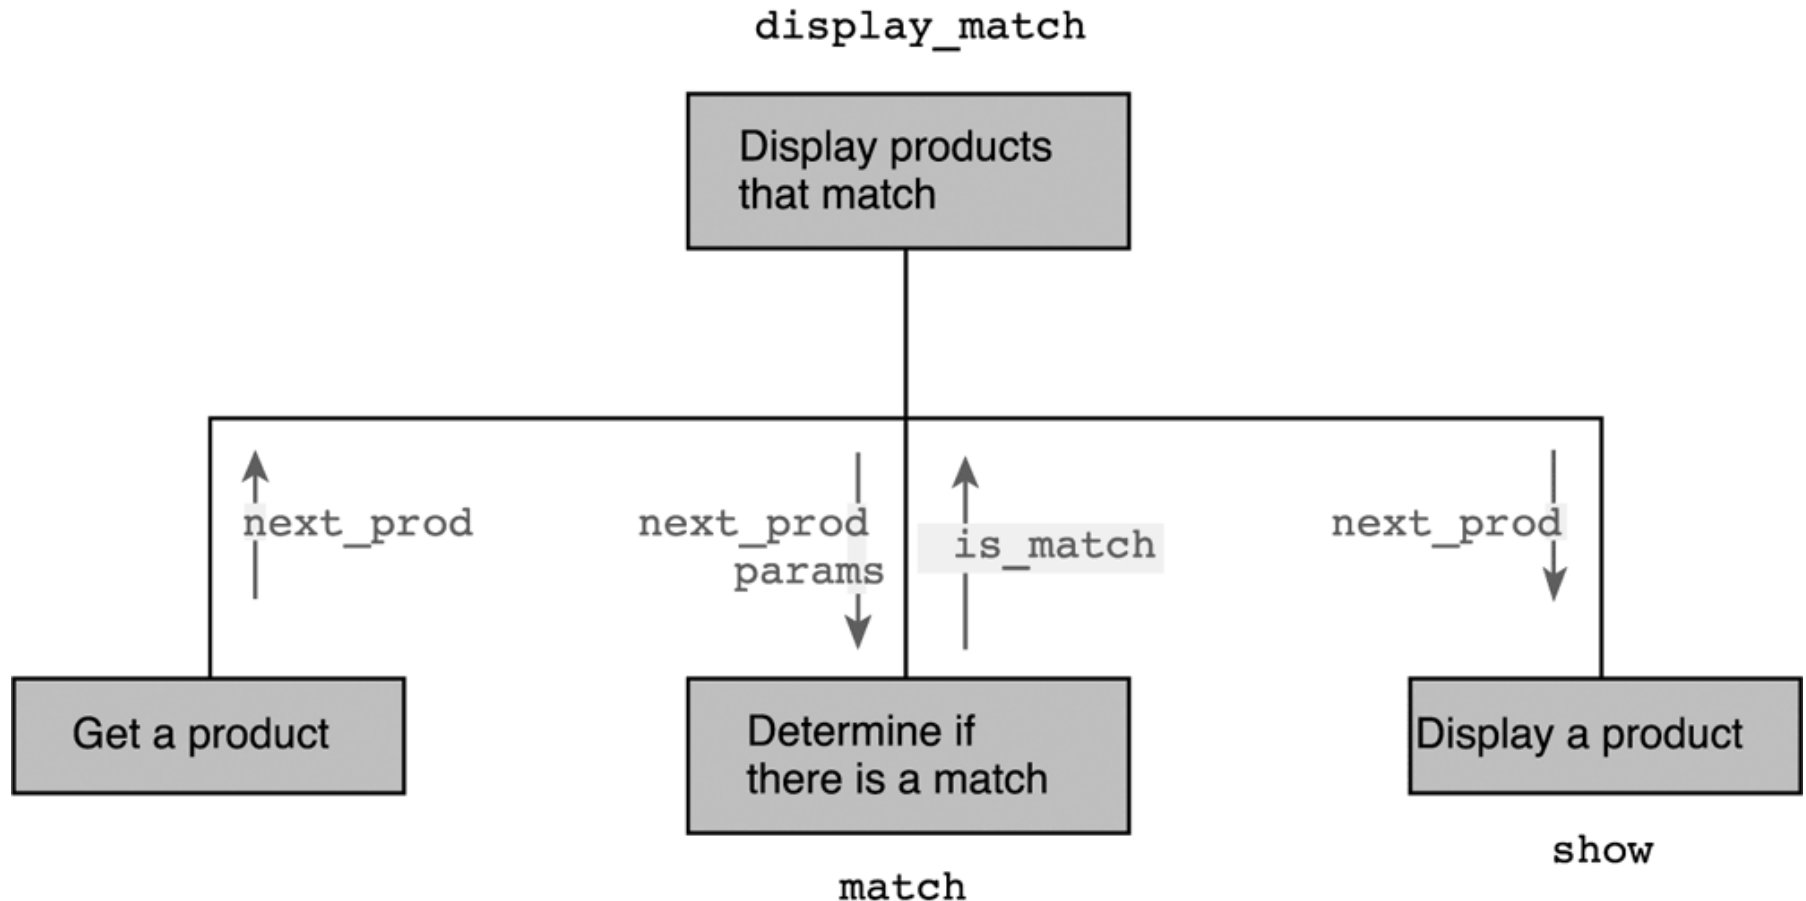 display_match
Display products
that match
next_prod
next_prod
params
is_match
next_prod
Get a product
Determine if
there is a match
Display a product
match
show